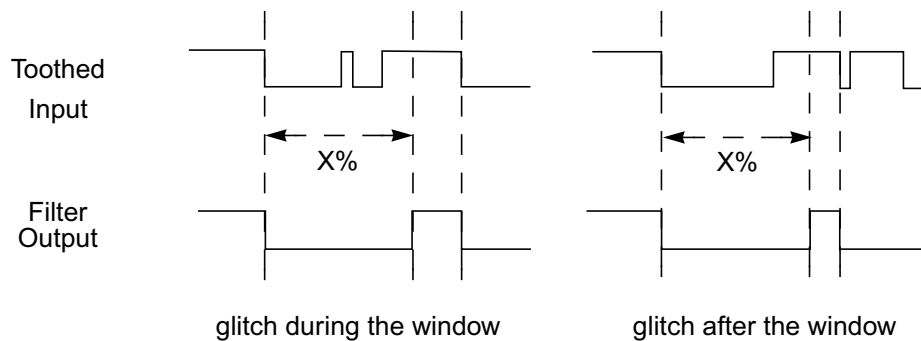 Toothed
Input
X%
X%
Filter
Output
glitch during the window
glitch after the window